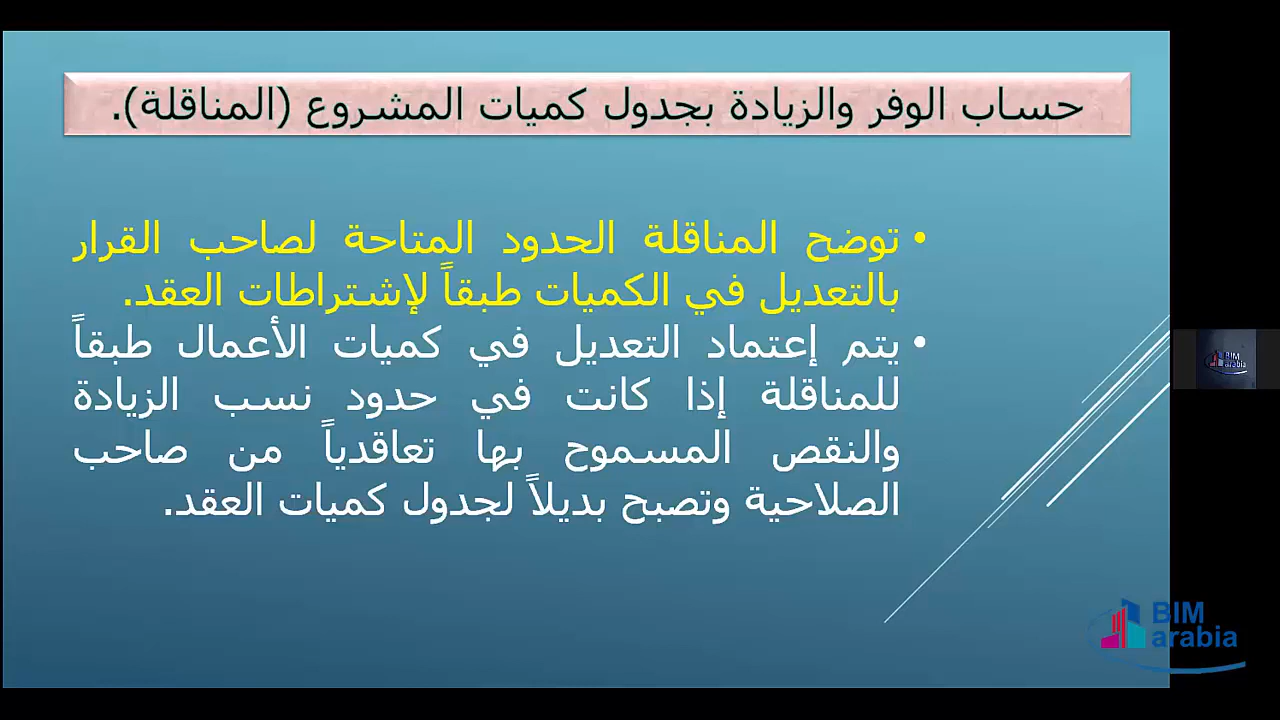 حساب الوفر والزيادة بجدول كميات المشروع (المناقلة).
• توضح المناقلة الحدود المتاحة لصاحب القرار
بالتعديل في الكميات طبقاً لإشتراطات العقد.
• يتم إعتماد التعديل في كميات الأعمال طبقاً
للمناقلة إذا كانت في حدود نسب الزيادة
والنقص المسموح بها تعاقدياً من صاحب
الصلاحية وتصبح بديلاً لجدول كميات العقد.
BIM
arabia
BIM
arabia